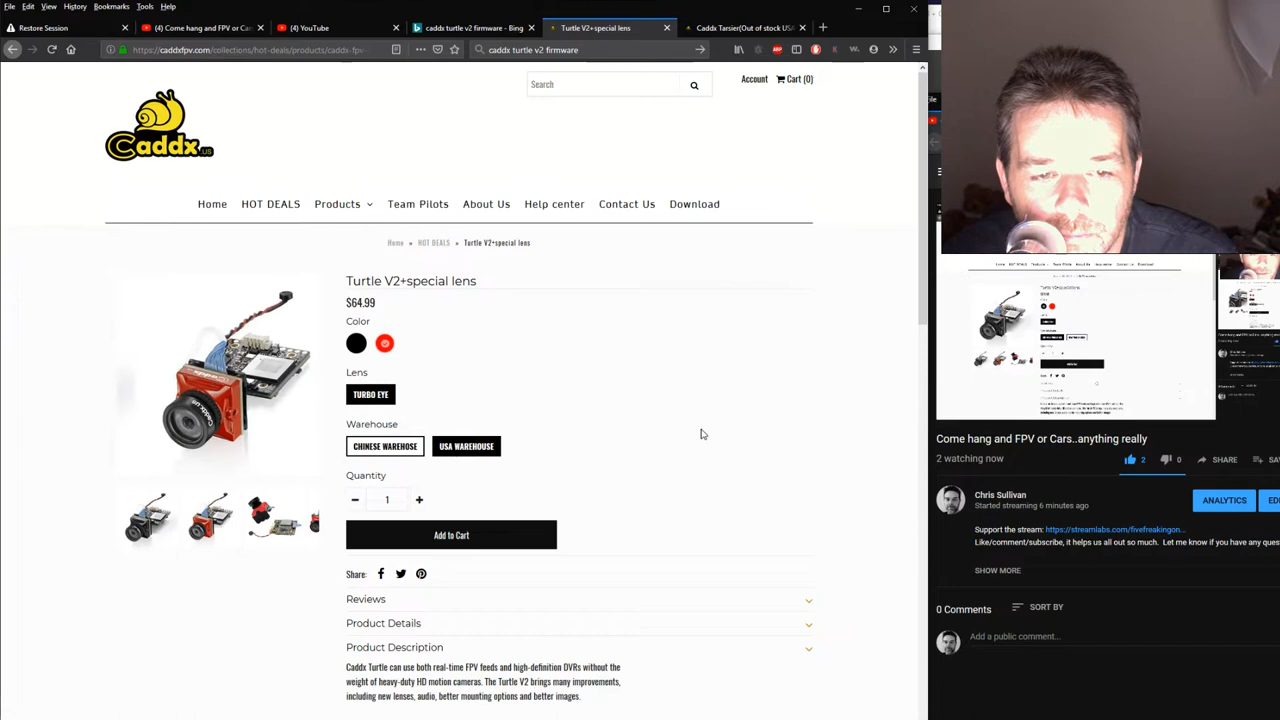 File Edit View History Bookmarks Tools Help
Restore Session
(4) Come hang and FPV or Cars..
(4) YouTube
caddx turtle v2 firmware - Bing
Turtle V2+special lens
Caddx Tarsier(Out of stock USA
https://caddxfpv.com/collections/hot-deals/products/caddx-fpv-
caddx turtle v2 firmware
Search
Account
Cart (0)
Caddx.us
Home
HOT DEALS
Products
Team Pilots
About Us
Help center
Contact Us
Download
Home » HOT DEALS » Turtle V2+special lens
Turtle V2+special lens
$64.99
Color
Lens
TURBO EYE
Warehouse
CHINESE WAREHOSE
USA WAREHOUSE
Quantity
1
Add to Cart
Share:
Reviews
Product Details
Product Description
Caddx Turtle can use both real-time FPV feeds and high-definition DVRs without the
weight of heavy-duty HD motion cameras. The Turtle V2 brings many improvements,
including new lenses, audio, better mounting options and better images.
Come hang and FPV or Cars..anything really
2 watching now
2
0
SHARE
SA
Chris Sullivan
Started streaming 6 minutes ago
ANALYTICS
ED
Support the stream: https://streamlabs.com/fivefreakingon...
Like/comment/subscribe, it helps us all out so much. Let me know if you have any ques
SHOW MORE
0 Comments
SORT BY
Add a public comment...